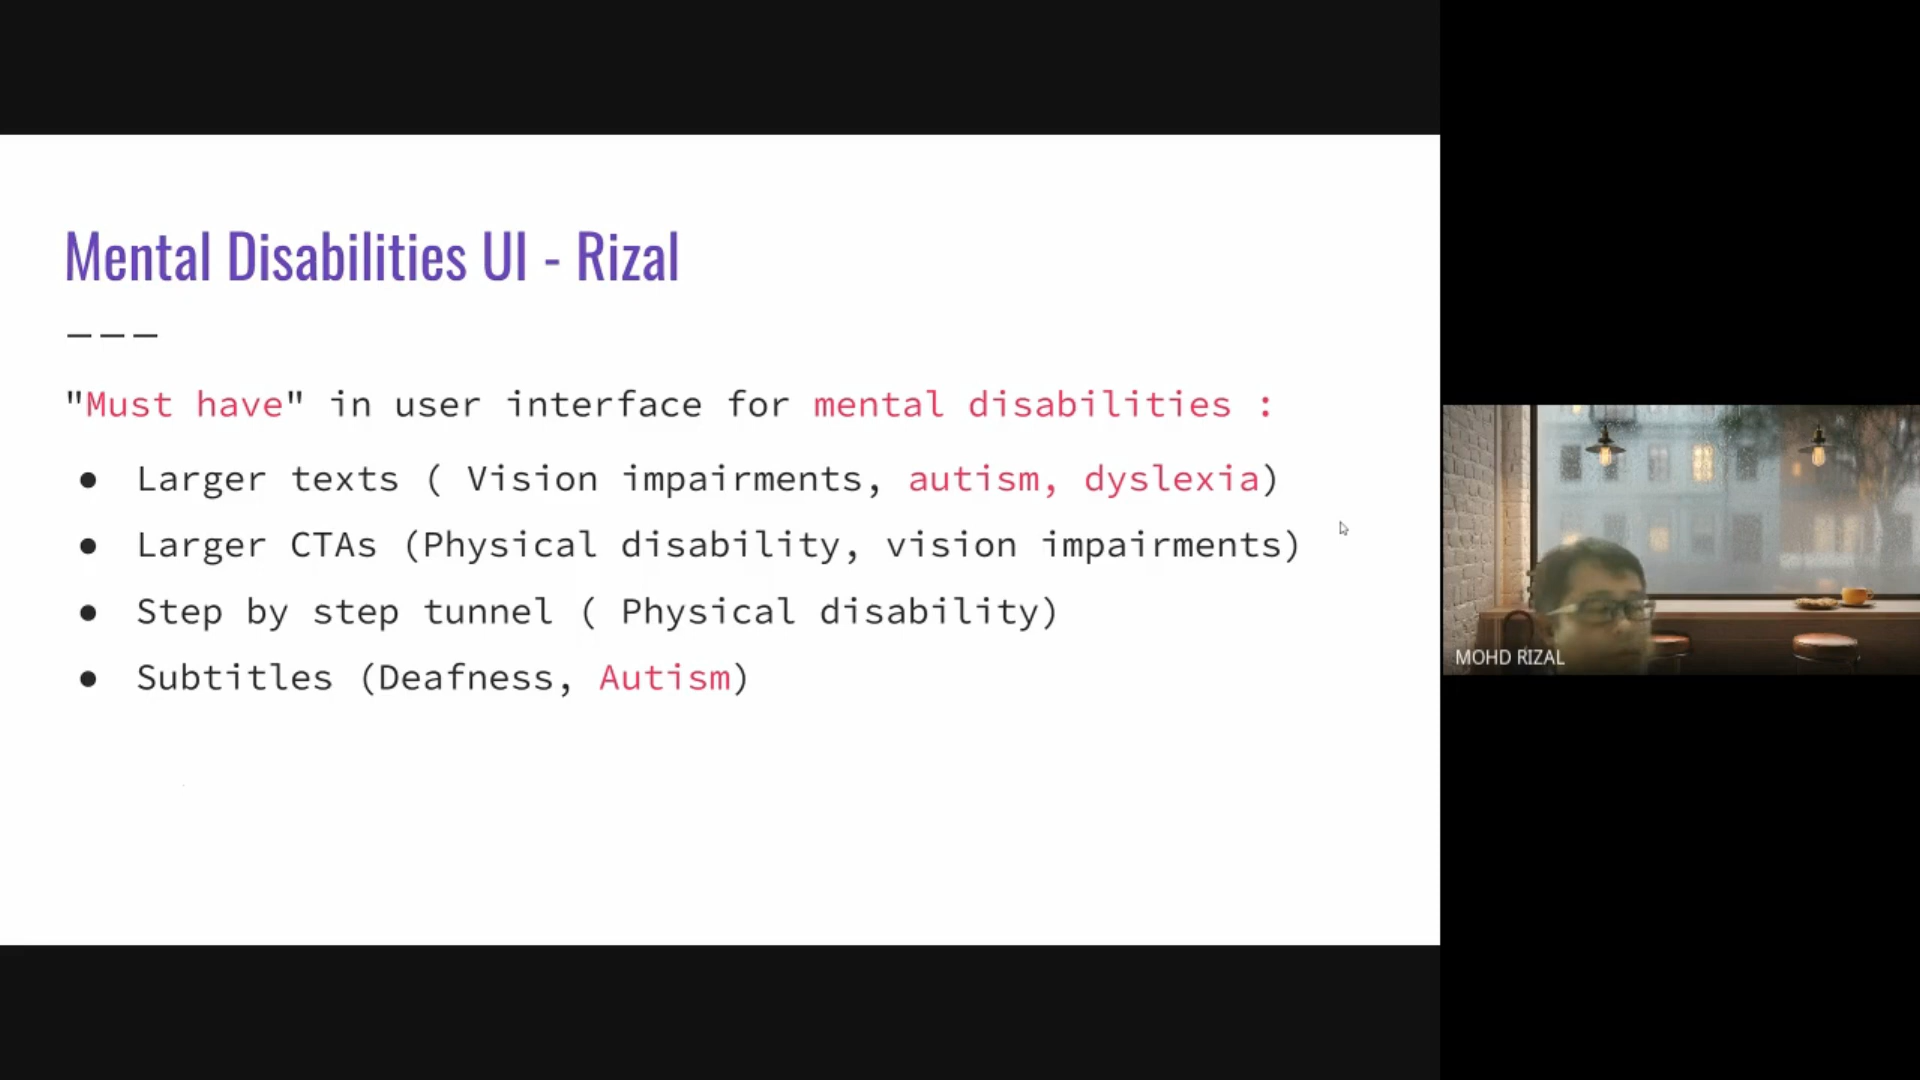 Mental Disabilities UI - Rizal
"Must have" in user interface for mental disabilities :
● Larger texts ( Vision impairments, autism, dyslexia)
● Larger CTAs (Physical disability, vision impairments)
● Step by step tunnel ( Physical disability)
● Subtitles (Deafness, Autism)
MOHD RIZAL